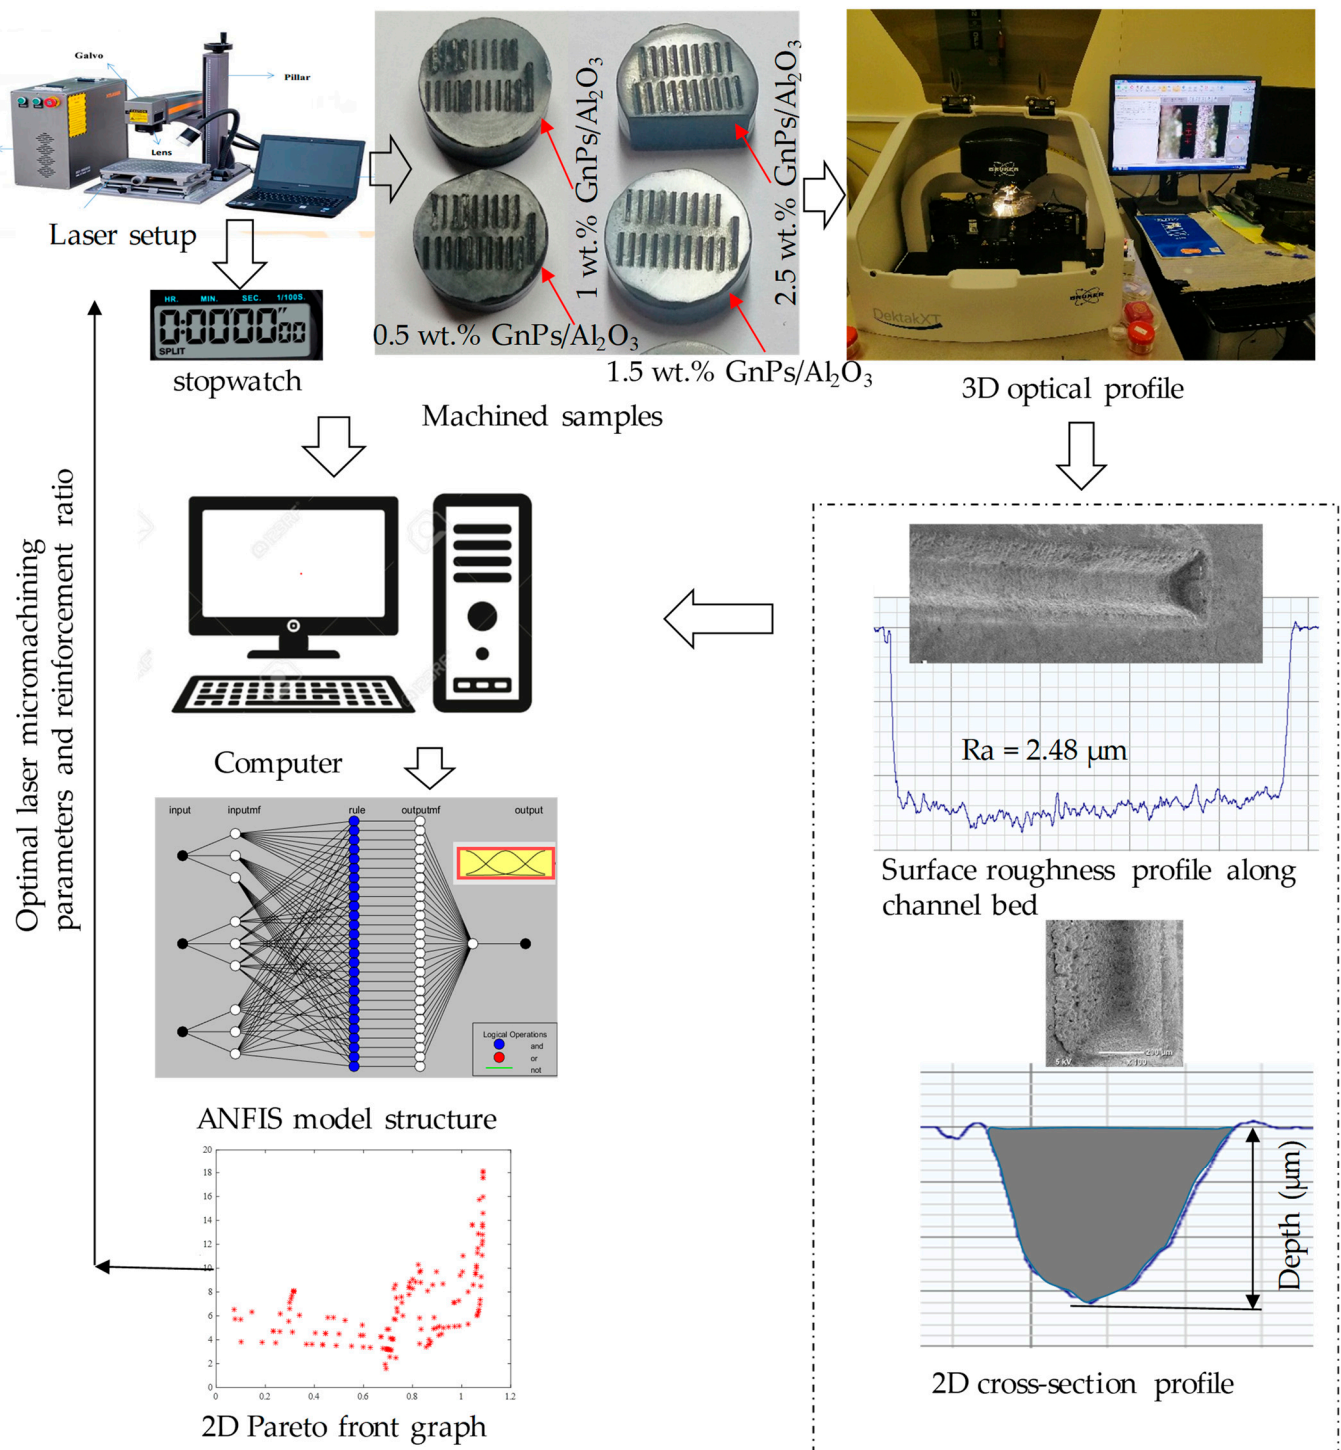 Galvo
Pillar
Lens
Laser setup
HR. MIN. SEC. 1/100S.
0:00'00"00
SPLIT
stopwatch
0.5 wt.% GnPs/Al₂O₃
1 wt.% GnPs/Al₂O₃
2.5 wt.% GnPs/Al₂O₃
1.5 wt.% GnPs/Al₂O₃
Machined samples
BRUKER
BRUKER
DektakXT
3D optical profile
Optimal laser micromachining
parameters and reinforcement ratio
Computer
Ra = 2.48 µm
Surface roughness profile along
channel bed
input inputmf rule outputmf output
Logical Operations
and
or
not
ANFIS model structure
5 kV
Depth (µm)
2D cross-section profile
20
18
16
14
12
10
8
6
4
2
0
0 0.2 0.4 0.6 0.8 1 1.2
2D Pareto front graph